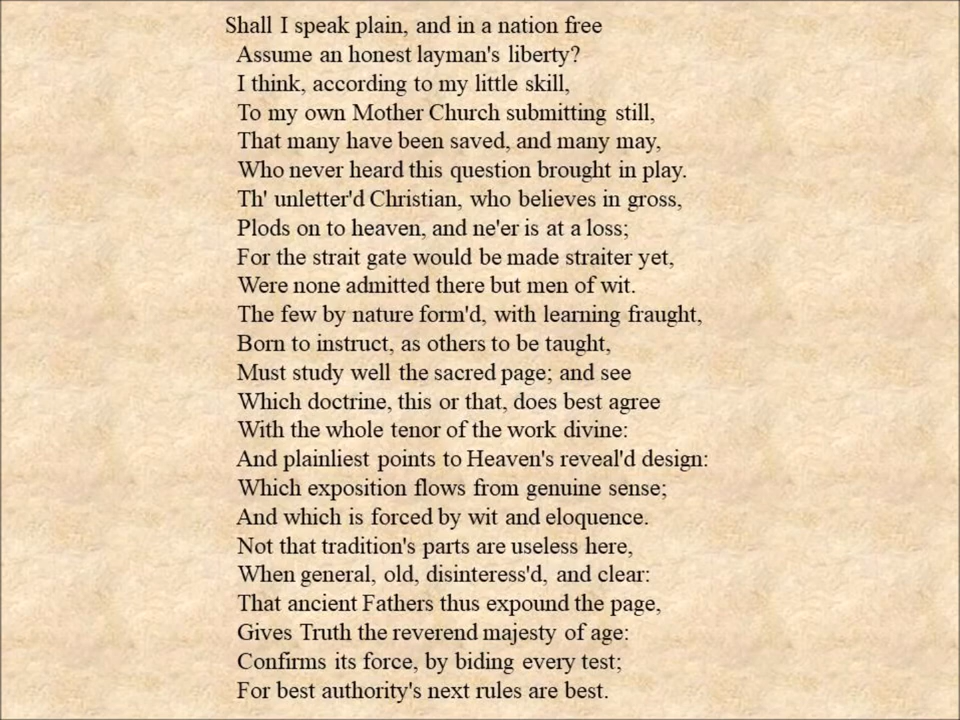 Shall I speak plain, and in a nation free
Assume an honest layman's liberty?
I think, according to my little skill,
To my own Mother Church submitting still,
That many have been saved, and many may,
Who never heard this question brought in play.
Th' unletter'd Christian, who believes in gross,
Plods on to heaven, and ne'er is at a loss;
For the strait gate would be made straiter yet,
Were none admitted there but men of wit.
The few by nature form'd, with learning fraught,
Born to instruct, as others to be taught,
Must study well the sacred page; and see
Which doctrine, this or that, does best agree
With the whole tenor of the work divine:
And plainliest points to Heaven's reveal'd design:
Which exposition flows from genuine sense;
And which is forced by wit and eloquence.
Not that tradition's parts are useless here,
When general, old, disinteress'd, and clear:
That ancient Fathers thus expound the page,
Gives Truth the reverend majesty of age:
Confirms its force, by biding every test;
For best authority's next rules are best.